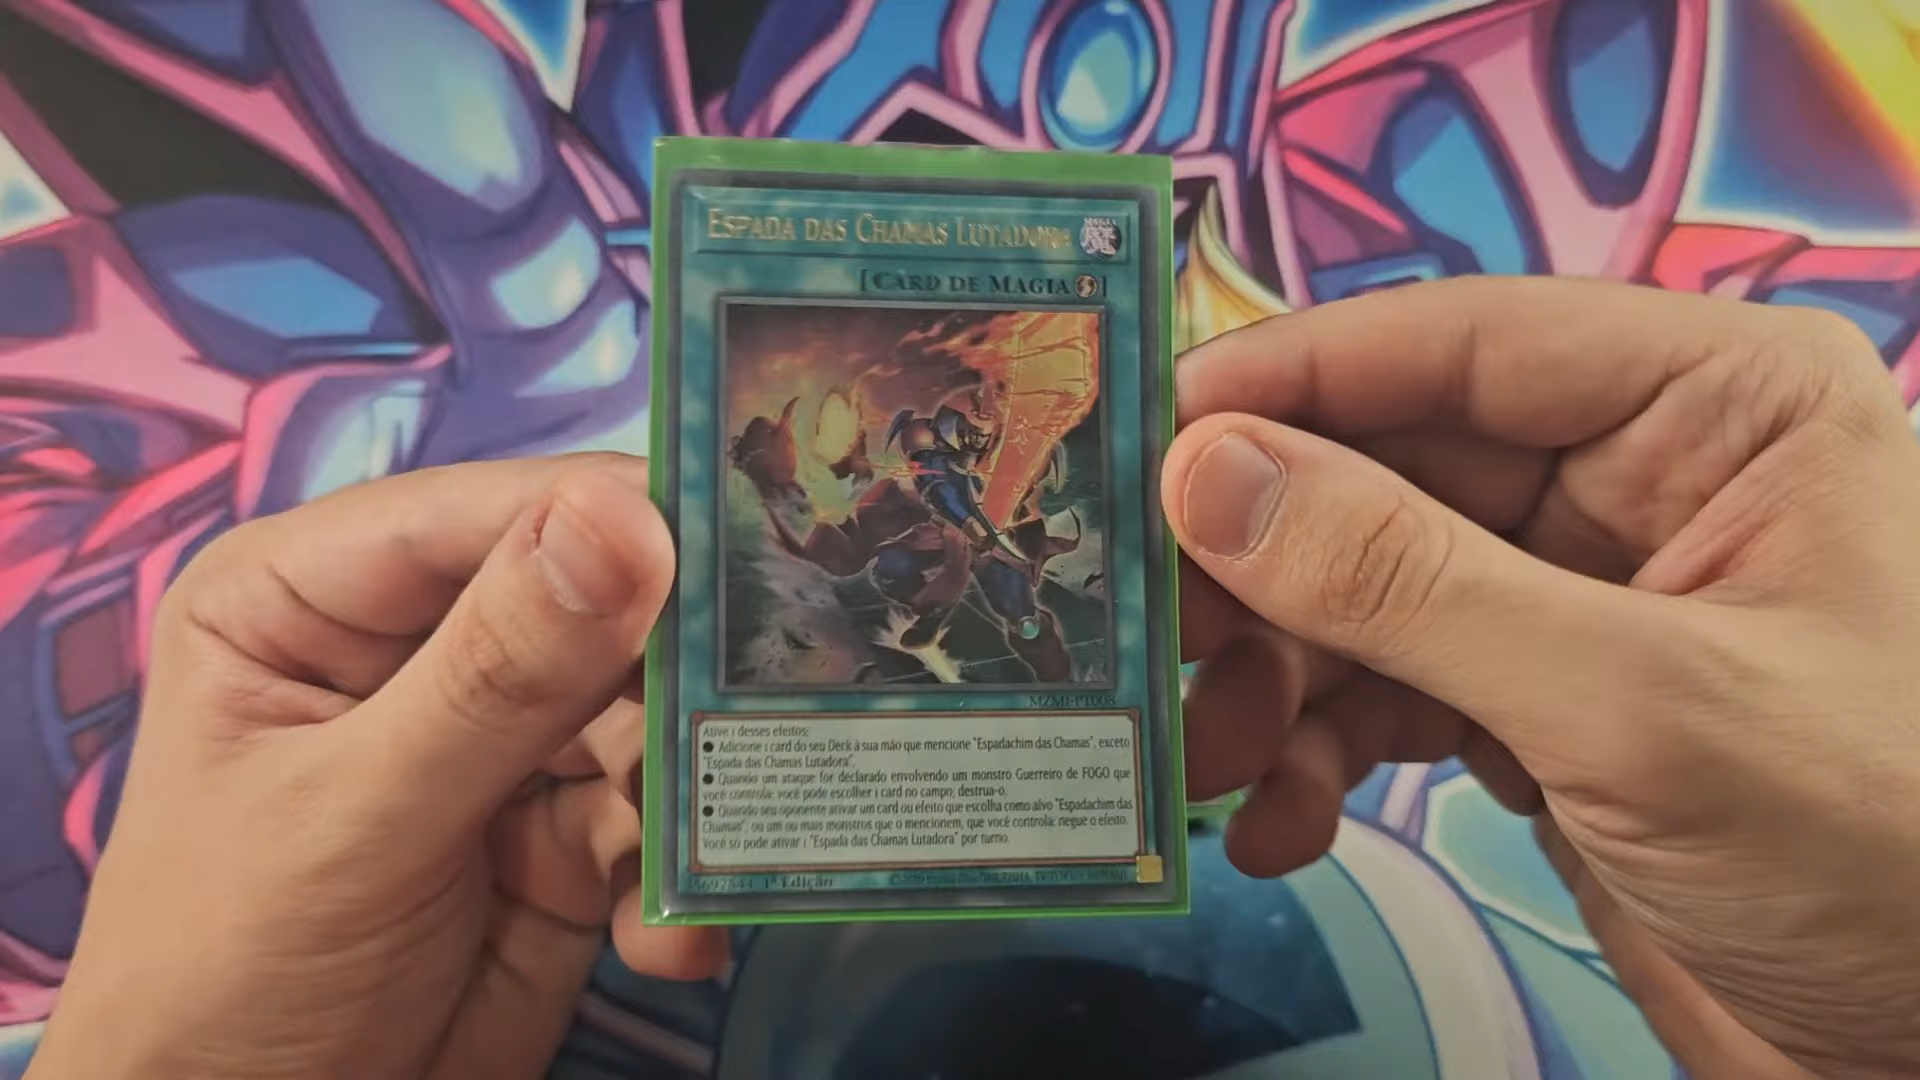 ESPADA DAS CHAMAS LUTADORA
MAGIA
[CARD DE MAGIA]
MZMI-PT008
Ative 1 desses efeitos;
● Adicione 1 card do seu Deck à sua mão que mencione "Espadachim das Chamas", exceto
"Espada das Chamas Lutadora".
● Quando um ataque for declarado envolvendo um monstro Guerreiro de FOGO que
você controla: você pode escolher 1 card no campo; destrua-o.
● Quando seu oponente ativar um card ou efeito que escolha como alvo "Espadachim das
Chamas", ou um ou mais monstros que o mencionem, que você controla: negue o efeito.
Você só pode ativar 1 "Espada das Chamas Lutadora" por turno.
1ª Edição